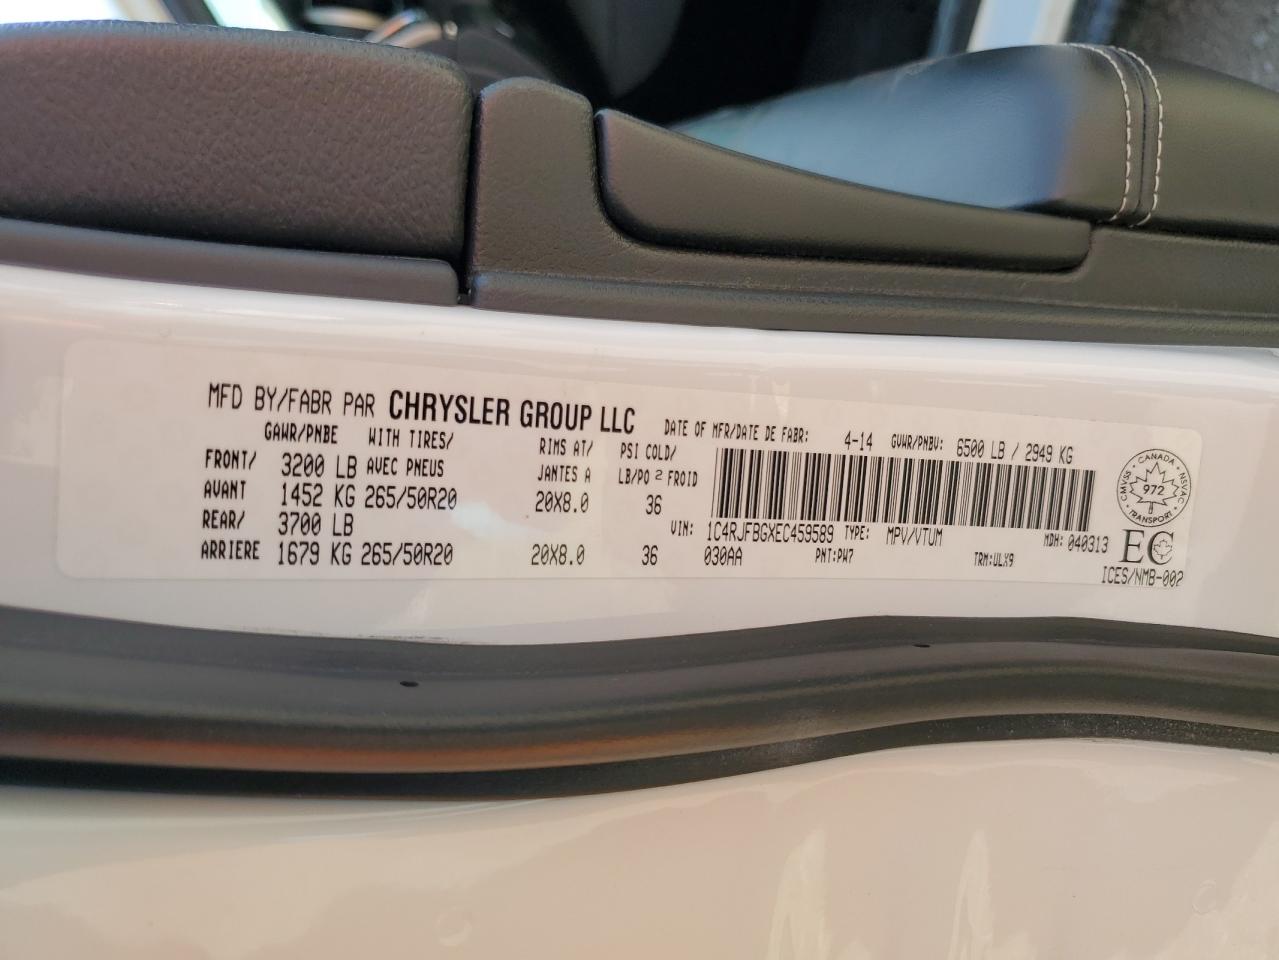 MFD BY/FABR PAR CHRYSLER GROUP LLC DATE OF MFR/DATE DE FABR: 4-14 GVWR/PNBV: 6500 LB / 2949 KG
GAWR/PNBE WITH TIRES/ RIMS AT/ PSI COLD/
FRONT/ 3200 LB AVEC PNEUS JANTES A LB/PO 2 FROID
AVANT 1452 KG 265/50R20 20X8.0 36
REAR/ 3700 LB
ARRIERE 1679 KG 265/50R20 20X8.0 36
VIN: 1C4RJFBGXEC459589 TYPE: MPV/VTUM MDH: 040313
030AA PNT:PW7 TRM:ULX9
CMVSS · CANADA · NSVAC
972
TRANSPORT
EC
ICES/NMB-002